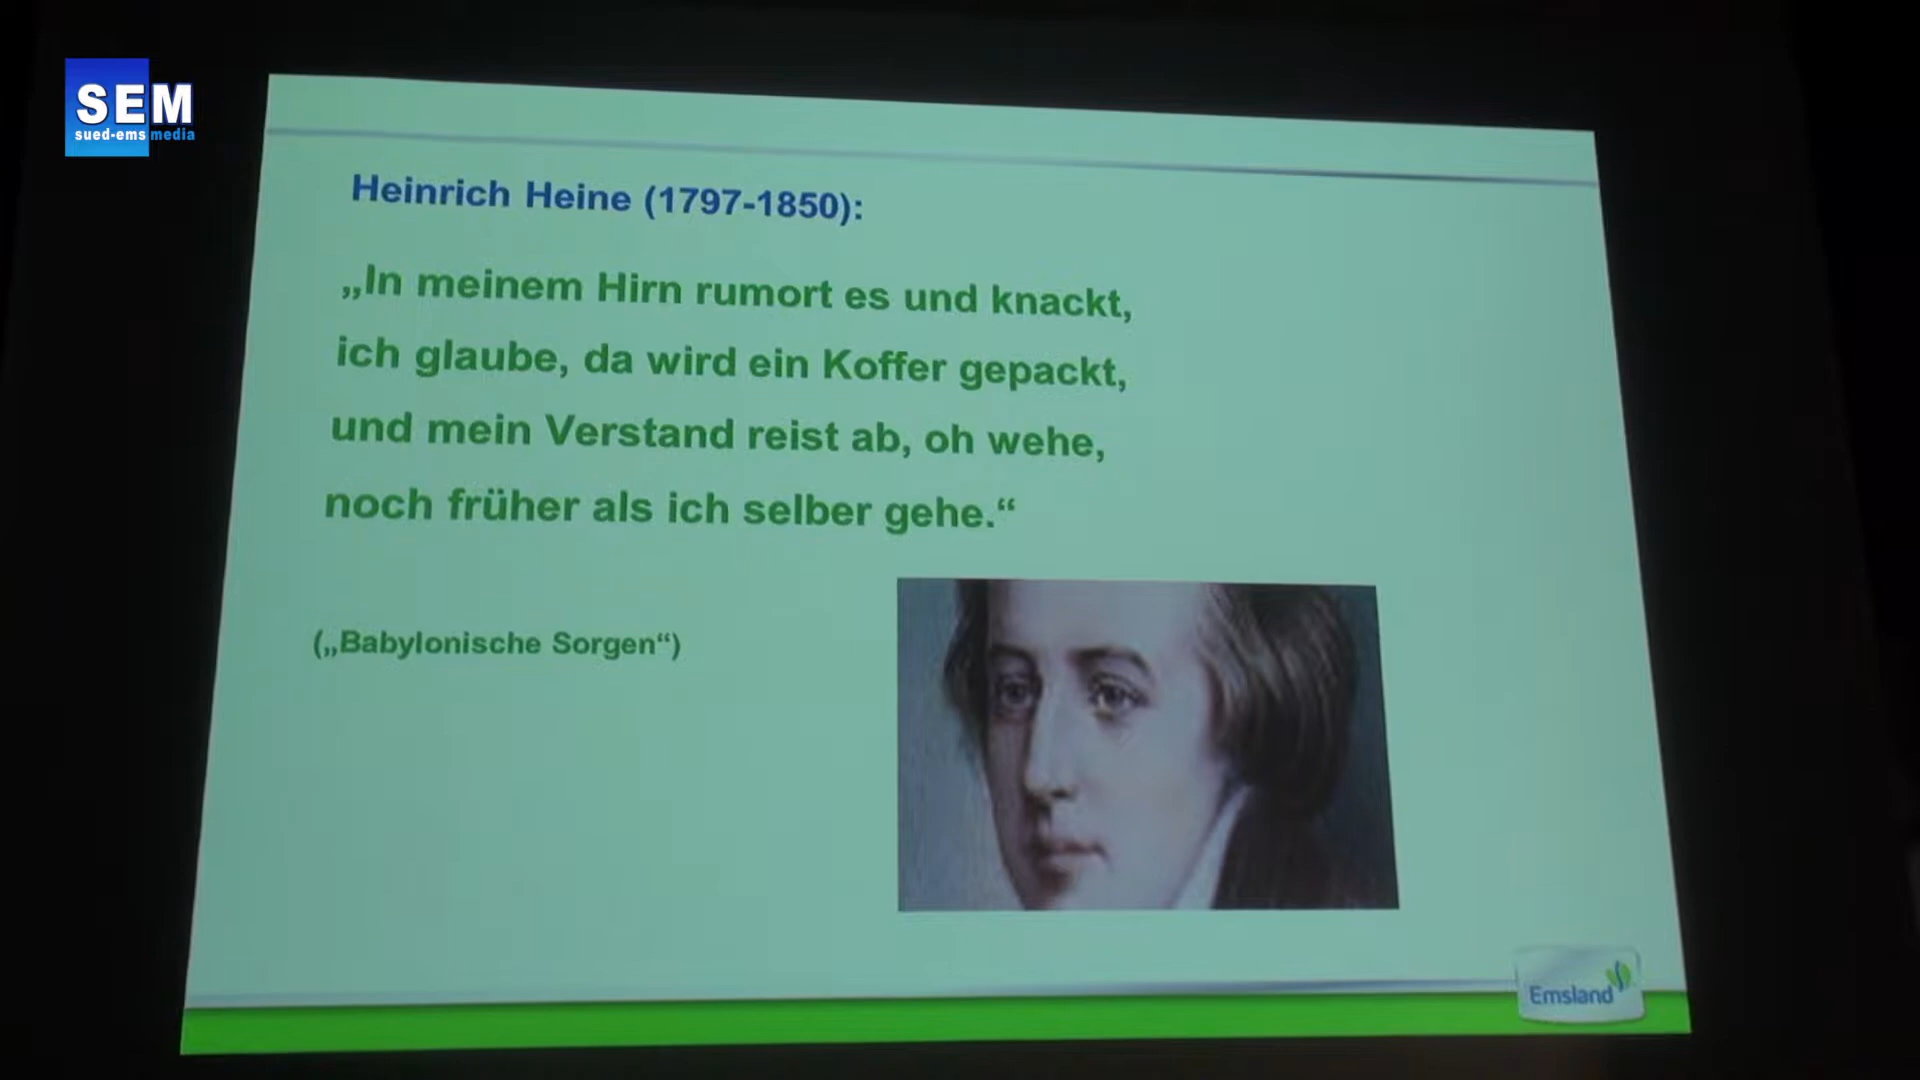 SEM
sued-ems media
Heinrich Heine (1797-1850):
„In meinem Hirn rumort es und knackt,
ich glaube, da wird ein Koffer gepackt,
und mein Verstand reist ab, oh wehe,
noch früher als ich selber gehe.“
(„Babylonische Sorgen“)
Emsland